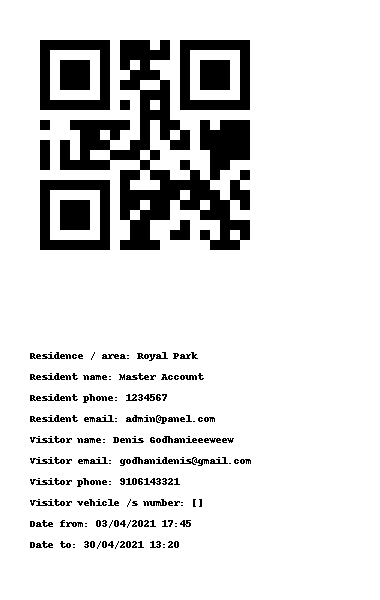 Residence / area: Royal Park
Resident name: Master Account
Resident phone: 1234567
Resident email: admin@panel.com
Visitor name: Denis Godhanieeeweew
Visitor email: godhanidenis@gmail.com
Visitor phone: 9106143321
Visitor vehicle /s number: []
Date from: 03/04/2021 17:45
Date to: 30/04/2021 13:20